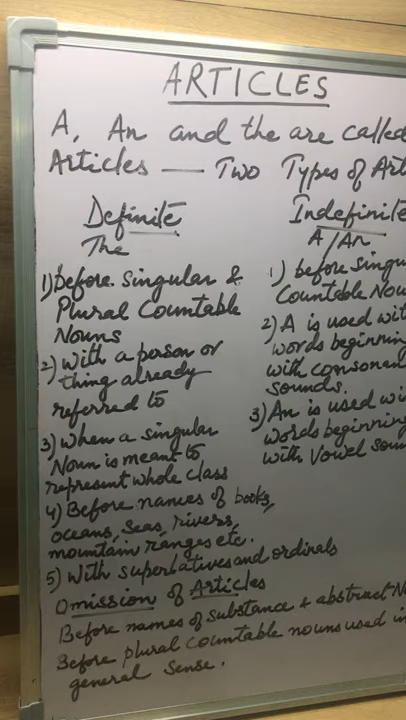 ARTICLES
A, An and the are called
Articles — Two Types of Art
Definite
The
1) before singular &
Plural Countable
Nouns
2) With a person or
thing already
referred to
3) When a singular
Noun is meant to
represent whole class
4) Before names of books,
oceans, seas, rivers,
mountain ranges etc.
5) With superlatives and ordinals
Indefinite
A/An
1) before singu
Countable Nou
2) A is used wit
words beginnin
with consonan
sounds.
3) An is used wi
words beginnin
with Vowel soun
Omission of Articles
Before names of substance & abstract N
Before plural countable nouns used in
general sense.